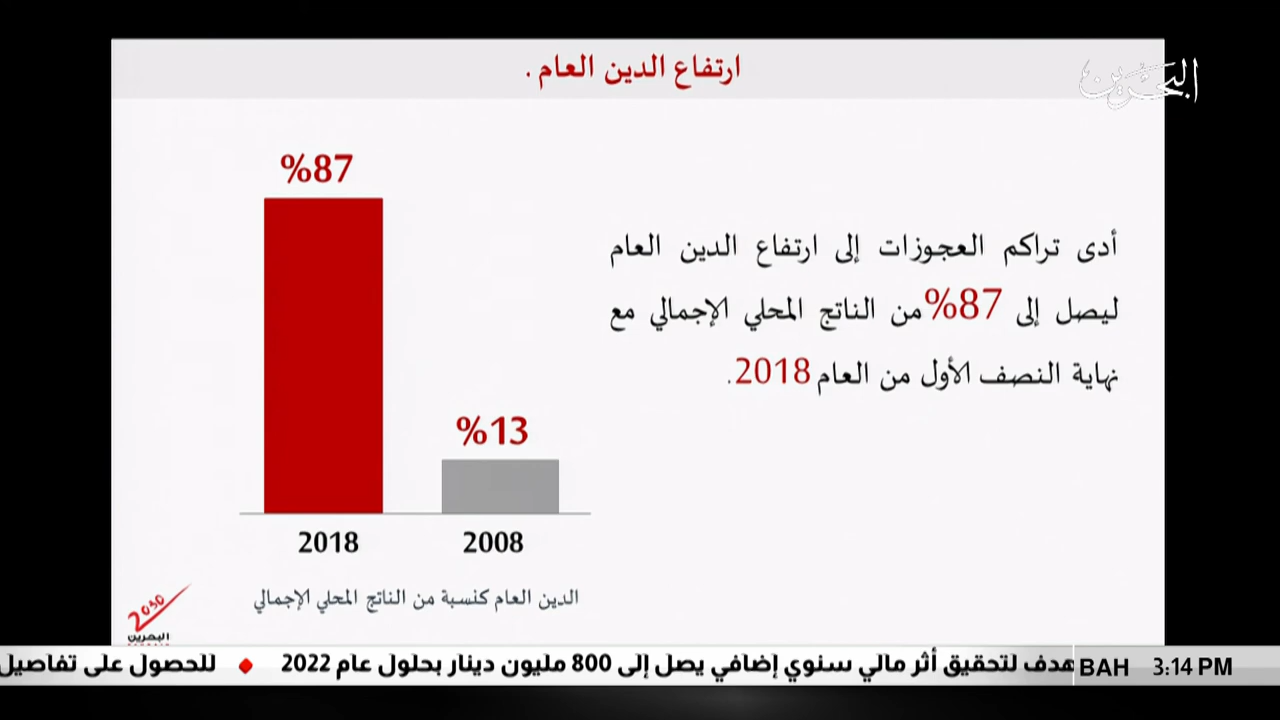 ارتفاع الدين العام .
البحرين
%87
%13
أدى تراكم العجوزات إلى ارتفاع الدين العام
ليصل إلى 87%من الناتج المحلي الإجمالي مع
نهاية النصف الأول من العام 2018.
2018
2008
الدين العام كنسبة من الناتج المحلي الإجمالي
2030
البحرين
هدف لتحقيق أثر مالي سنوي إضافي يصل إلى 800 مليون دينار بحلول عام 2022 ♦ للحصول على تفاصيل
BAH 3:14 PM